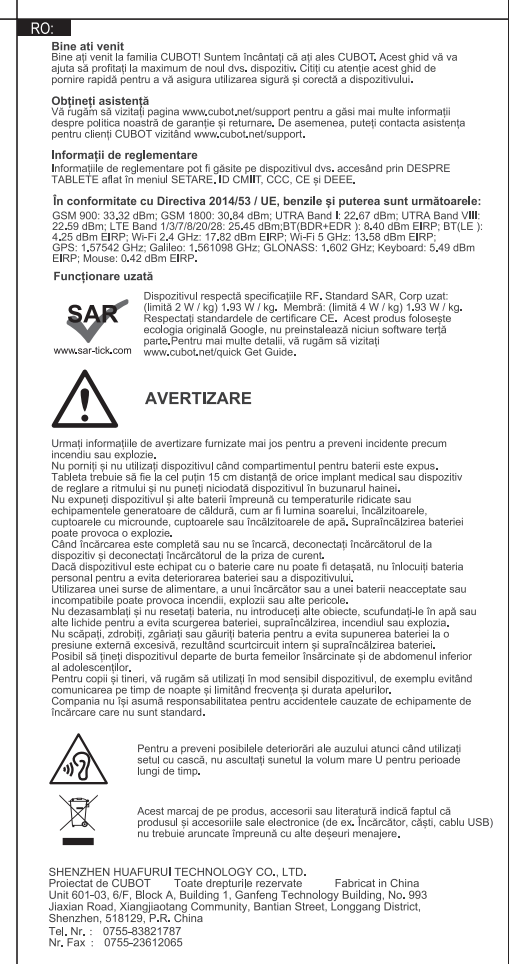 RO:
Bine ati venit
Bine ați venit la familia CUBOT! Suntem încântați că ați ales CUBOT. Acest ghid vă va
ajuta să profitați la maximum de noul dvs. dispozitiv. Citiți cu atenție acest ghid de
pornire rapidă pentru a vă asigura utilizarea sigură și corectă a dispozitivului.
Obțineți asistență
Vă rugăm să vizitați pagina www.cubot.net/support pentru a găsi mai multe informații
despre politica noastră de garanție și returnare. De asemenea, puteți contacta asistența
pentru clienți CUBOT vizitând www.cubot.net/support.
Informații de reglementare
Informațiile de reglementare pot fi găsite pe dispozitivul dvs. accesând prin DESPRE
TABLETE aflat în meniul SETARE. ID CMIIT, CCC, CE și DEEE.
În conformitate cu Directiva 2014/53 / UE, benzile și puterea sunt următoarele:
GSM 900: 33.32 dBm; GSM 1800: 30.84 dBm; UTRA Band I: 22.67 dBm; UTRA Band VIII:
22.59 dBm; LTE Band 1/3/7/8/20/28: 25.45 dBm;BT(BDR+EDR ): 8.40 dBm EIRP; BT(LE ):
4.25 dBm EIRP; Wi-Fi 2.4 GHz: 17.82 dBm EIRP; Wi-Fi 5 GHz: 13.58 dBm EIRP;
GPS: 1.57542 GHz; Galileo: 1.561098 GHz; GLONASS: 1.602 GHz; Keyboard: 5.49 dBm
EIRP; Mouse: 0.42 dBm EIRP.
Funcționare uzată
SAR
www.sar-tick.com
Dispozitivul respectă specificațiile RF. Standard SAR, Corp uzat:
(limită 2 W / kg) 1.93 W / kg. Membră: (limită 4 W / kg) 1.93 W / kg.
Respectați standardele de certificare CE. Acest produs folosește
ecologia originală Google, nu preinstalează niciun software terță
parte.Pentru mai multe detalii, vă rugăm să vizitați
www.cubot.net/quick Get Guide.
AVERTIZARE
Urmați informațiile de avertizare furnizate mai jos pentru a preveni incidente precum
incendiu sau explozie.
Nu porniți și nu utilizați dispozitivul când compartimentul pentru baterii este expus.
Tableta trebuie să fie la cel puțin 15 cm distanță de orice implant medical sau dispozitiv
de reglare a ritmului și nu puneți niciodată dispozitivul în buzunarul hainei.
Nu expuneți dispozitivul și alte baterii împreună cu temperaturile ridicate sau
echipamentele generatoare de căldură, cum ar fi lumina soarelui, încălzitoarele,
cuptoarele cu microunde, cuptoarele sau încălzitoarele de apă. Supraîncălzirea bateriei
poate provoca o explozie.
Când încărcarea este completă sau nu se încarcă, deconectați încărcătorul de la
dispozitiv și deconectați încărcătorul de la priza de curent.
Dacă dispozitivul este echipat cu o baterie care nu poate fi detașată, nu înlocuiți bateria
personal pentru a evita deteriorarea bateriei sau a dispozitivului.
Utilizarea unei surse de alimentare, a unui încărcător sau a unei baterii neacceptate sau
incompatibile poate provoca incendii, explozii sau alte pericole.
Nu dezasamblați și nu resetați bateria, nu introduceți alte obiecte, scufundați-le în apă sau
alte lichide pentru a evita scurgerea bateriei, supraîncălzirea, incendiul sau explozia.
Nu scăpați, zdrobiți, zgâriați sau găuriți bateria pentru a evita supunerea bateriei la o
presiune externă excesivă, rezultând scurtcircuit intern și supraîncălzirea bateriei.
Posibil să țineți dispozitivul departe de burta femeilor însărcinate și de abdomenul inferior
al adolescenților.
Pentru copii și tineri, vă rugăm să utilizați în mod sensibil dispozitivul, de exemplu evitând
comunicarea pe timp de noapte și limitând frecvența și durata apelurilor.
Compania nu își asumă responsabilitatea pentru accidentele cauzate de echipamente de
încărcare care nu sunt standard.
Pentru a preveni posibilele deteriorări ale auzului atunci când utilizați
setul cu cască, nu ascultați sunetul la volum mare U pentru perioade
lungi de timp.
Acest marcaj de pe produs, accesorii sau literatură indică faptul că
produsul și accesoriile sale electronice (de ex. Încărcător, căști, cablu USB)
nu trebuie aruncate împreună cu alte deșeuri menajere.
SHENZHEN HUAFURUI TECHNOLOGY CO., LTD.
Proiectat de CUBOT Toate drepturile rezervate Fabricat in China
Unit 601-03, 6/F, Block A, Building 1, Ganfeng Technology Building, No. 993
Jiaxian Road, Xiangjiaotang Community, Bantian Street, Longgang District,
Shenzhen, 518129, P.R. China
Tel. Nr. : 0755-83821787
Nr. Fax : 0755-23612065